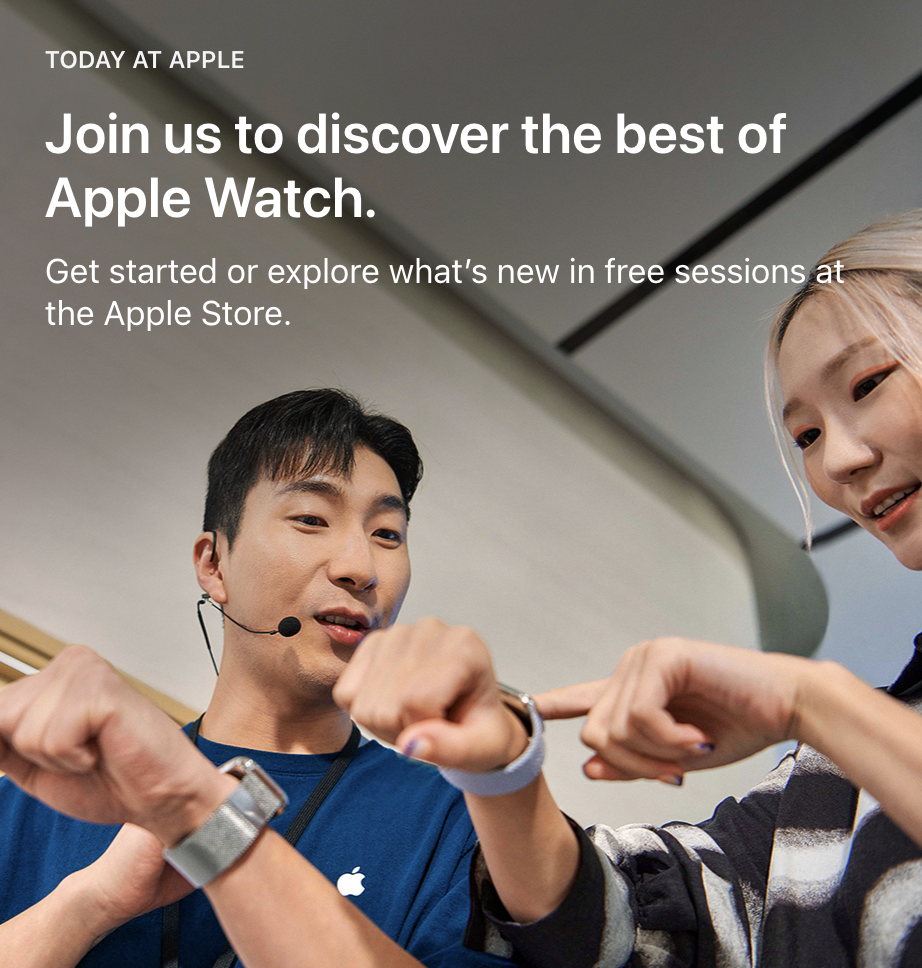 TODAY AT APPLE
Join us to discover the best of
Apple Watch.
Get started or explore what’s new in free sessions at
the Apple Store.